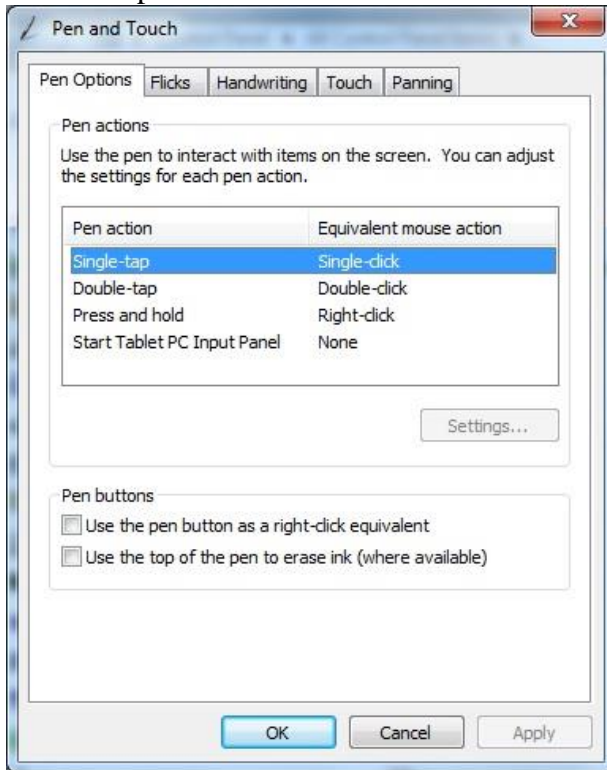 Pen and Touch
Pen Options Flicks Handwriting Touch Panning
Pen actions
Use the pen to interact with items on the screen. You can adjust
the settings for each pen action.
Pen action Equivalent mouse action
Single-tap Single-click
Double-tap Double-click
Press and hold Right-click
Start Tablet PC Input Panel None
Settings...
Pen buttons
Use the pen button as a right-click equivalent
Use the top of the pen to erase ink (where available)
OK Cancel Apply